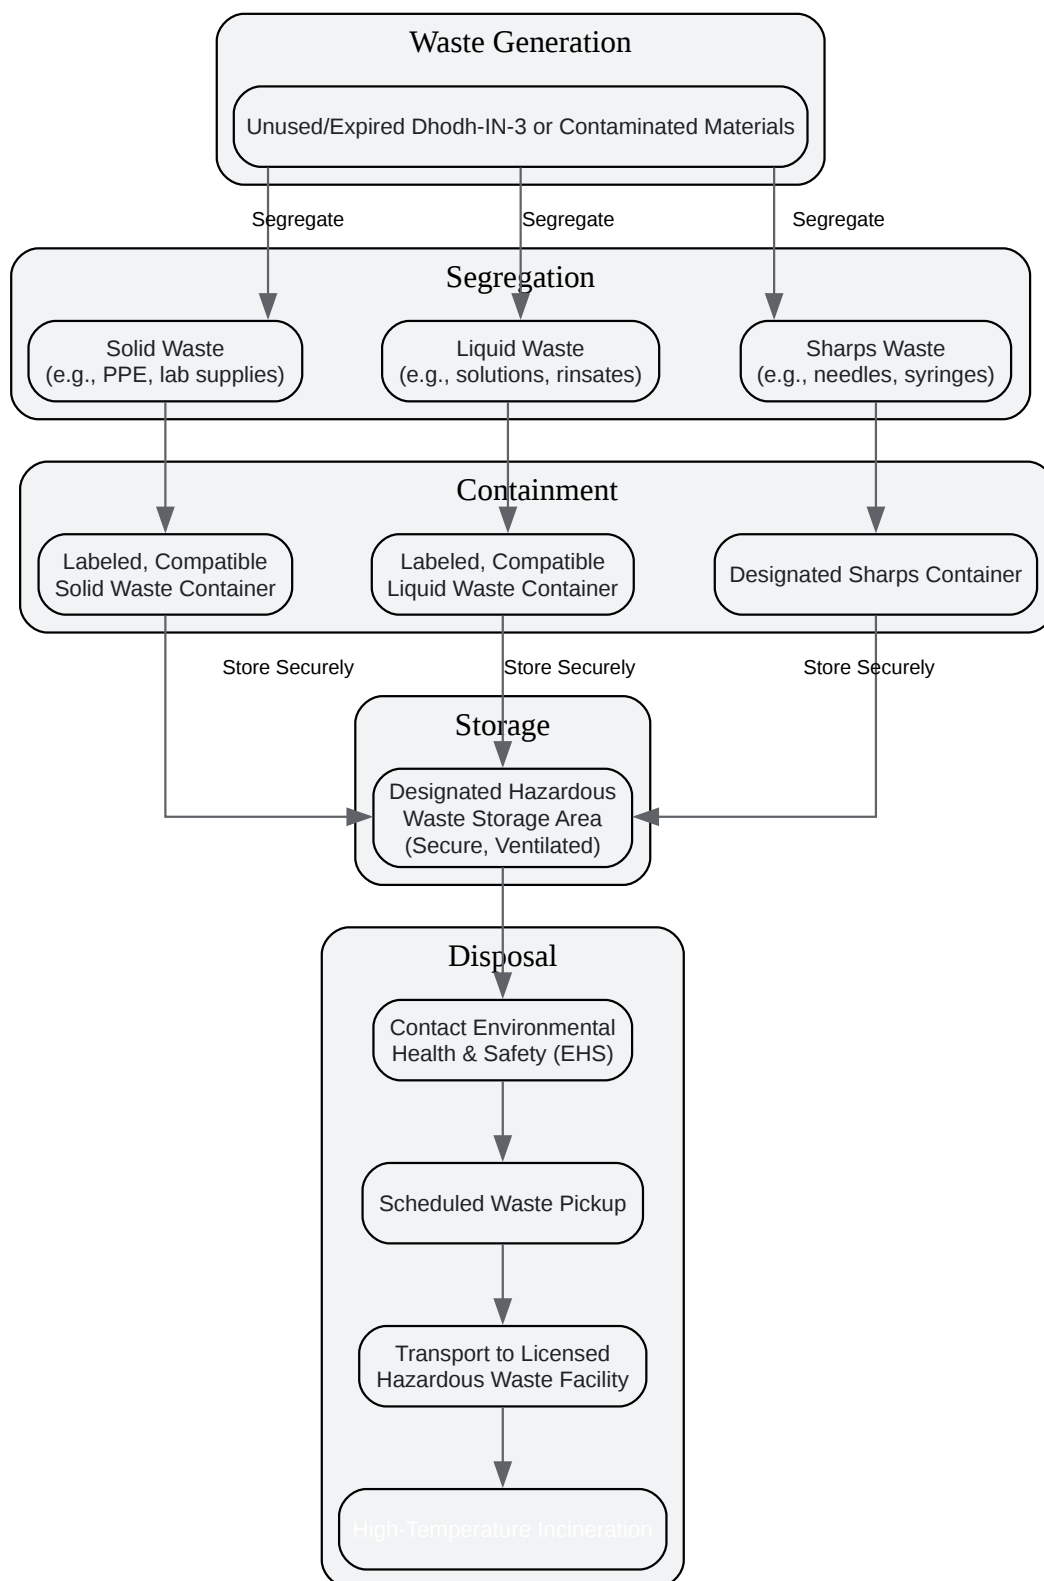 Waste Generation
Unused/Expired Dhodh-IN-3 or Contaminated Materials
Segregate
Segregate
Segregate
Segregation
Solid Waste
(e.g., PPE, lab supplies)
Liquid Waste
(e.g., solutions, rinsates)
Sharps Waste
(e.g., needles, syringes)
Containment
Labeled, Compatible
Solid Waste Container
Labeled, Compatible
Liquid Waste Container
Designated Sharps Container
Store Securely
Store Securely
Store Securely
Storage
Designated Hazardous
Waste Storage Area
(Secure, Ventilated)
Disposal
Contact Environmental
Health & Safety (EHS)
Scheduled Waste Pickup
Transport to Licensed
Hazardous Waste Facility
High-Temperature Incineration